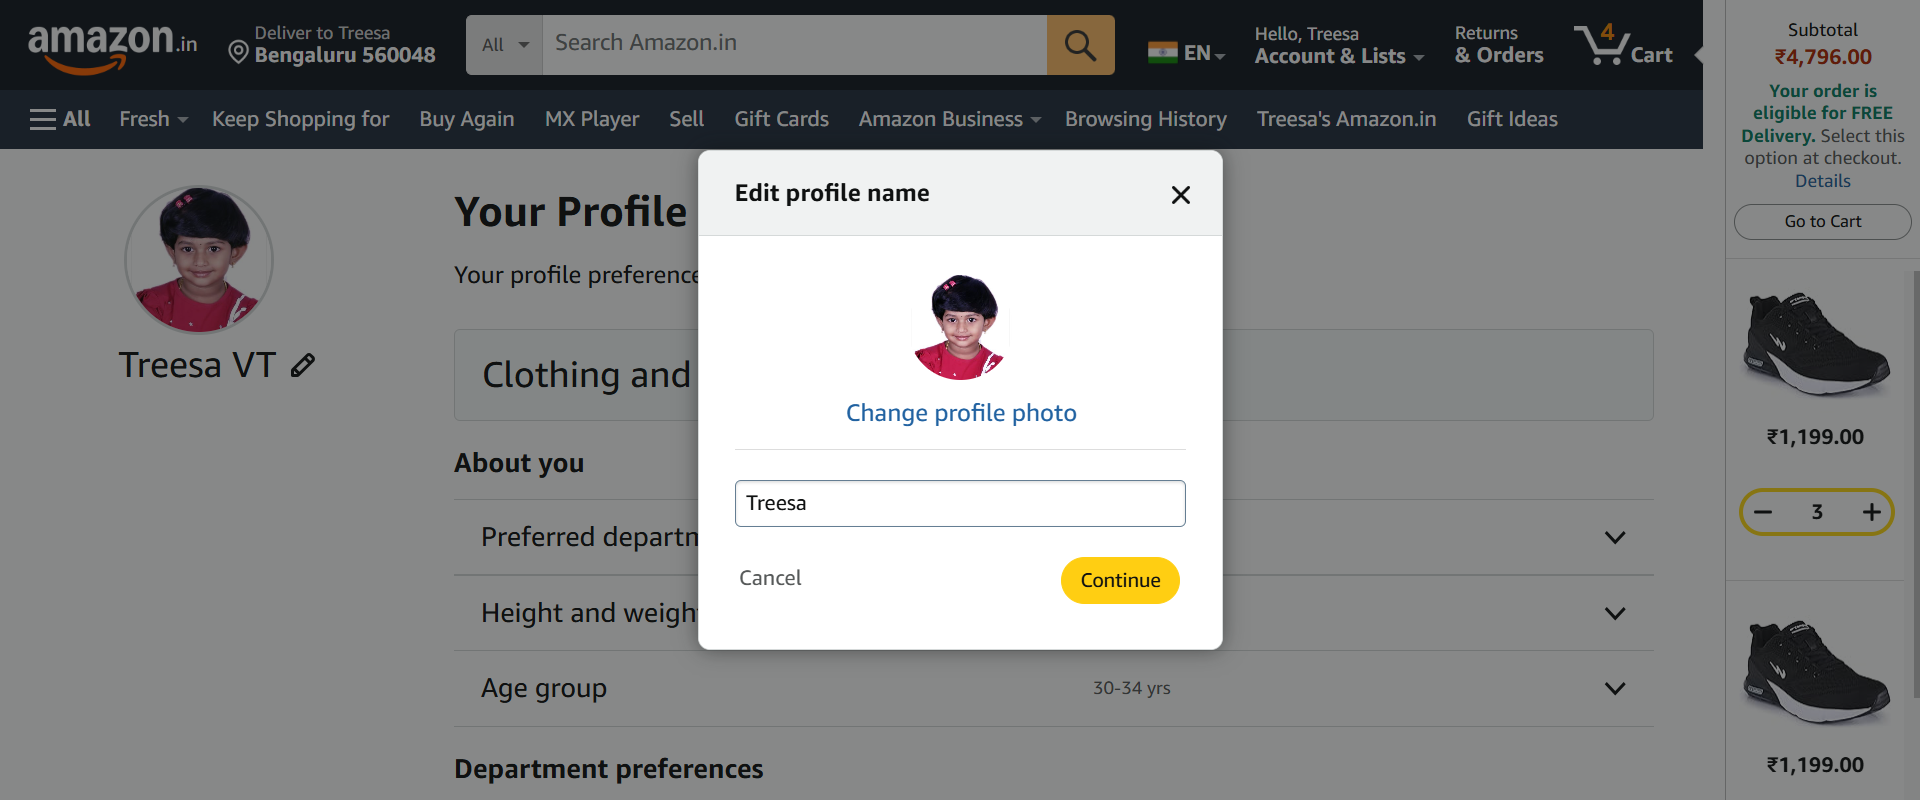 amazon.in
Deliver to Treesa
Bengaluru 560048
All
Search Amazon.in
EN
Hello, Treesa
Account & Lists
Returns
& Orders
4
Cart
All
Fresh
Keep Shopping for
Buy Again
MX Player
Sell
Gift Cards
Amazon Business
Browsing History
Treesa's Amazon.in
Gift Ideas
Treesa VT
Your Profile
Your profile preference
Clothing and
About you
Preferred departn
Height and weigh
Age group
30-34 yrs
Department preferences
Edit profile name
Change profile photo
Treesa
Cancel
Continue
Subtotal
₹4,796.00
Your order is
eligible for FREE
Delivery. Select this
option at checkout.
Details
Go to Cart
₹1,199.00
3
₹1,199.00